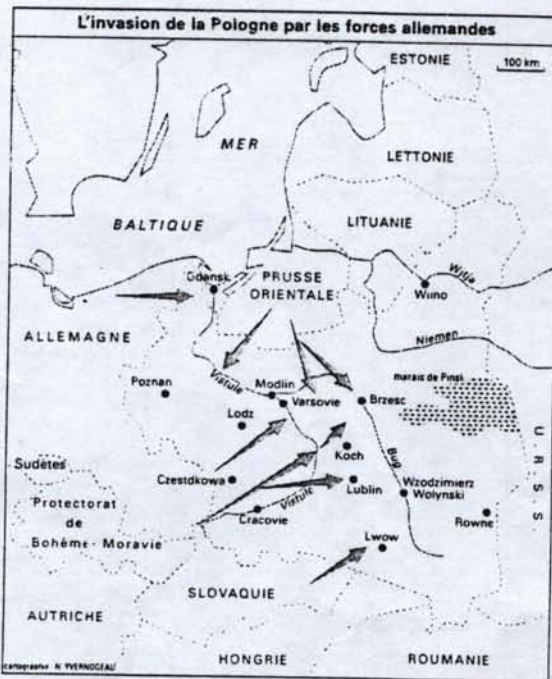 L'invasion de la Pologne par les forces allemandes
ESTONIE
100 km
MER
LETTONIE
BALTIQUE
LITUANIE
Gdansk
PRUSSE
ORIENTALE
Wilja
Wilno
ALLEMAGNE
Niemen
Vistule
marais de Pinsk
Poznan
Modlin
Varsovie
Brzesc
Lodz
U R S S
Koch
Bug
Sudètes
Czestdkowa
Lublin
Wzodzimierz
Wolynski
Vistule
Protectorat
de
Bohême-Moravie
Cracovie
Rowne
Lwow
SLOVAQUIE
AUTRICHE
HONGRIE
ROUMANIE
cartographie N YVERNOGEAU